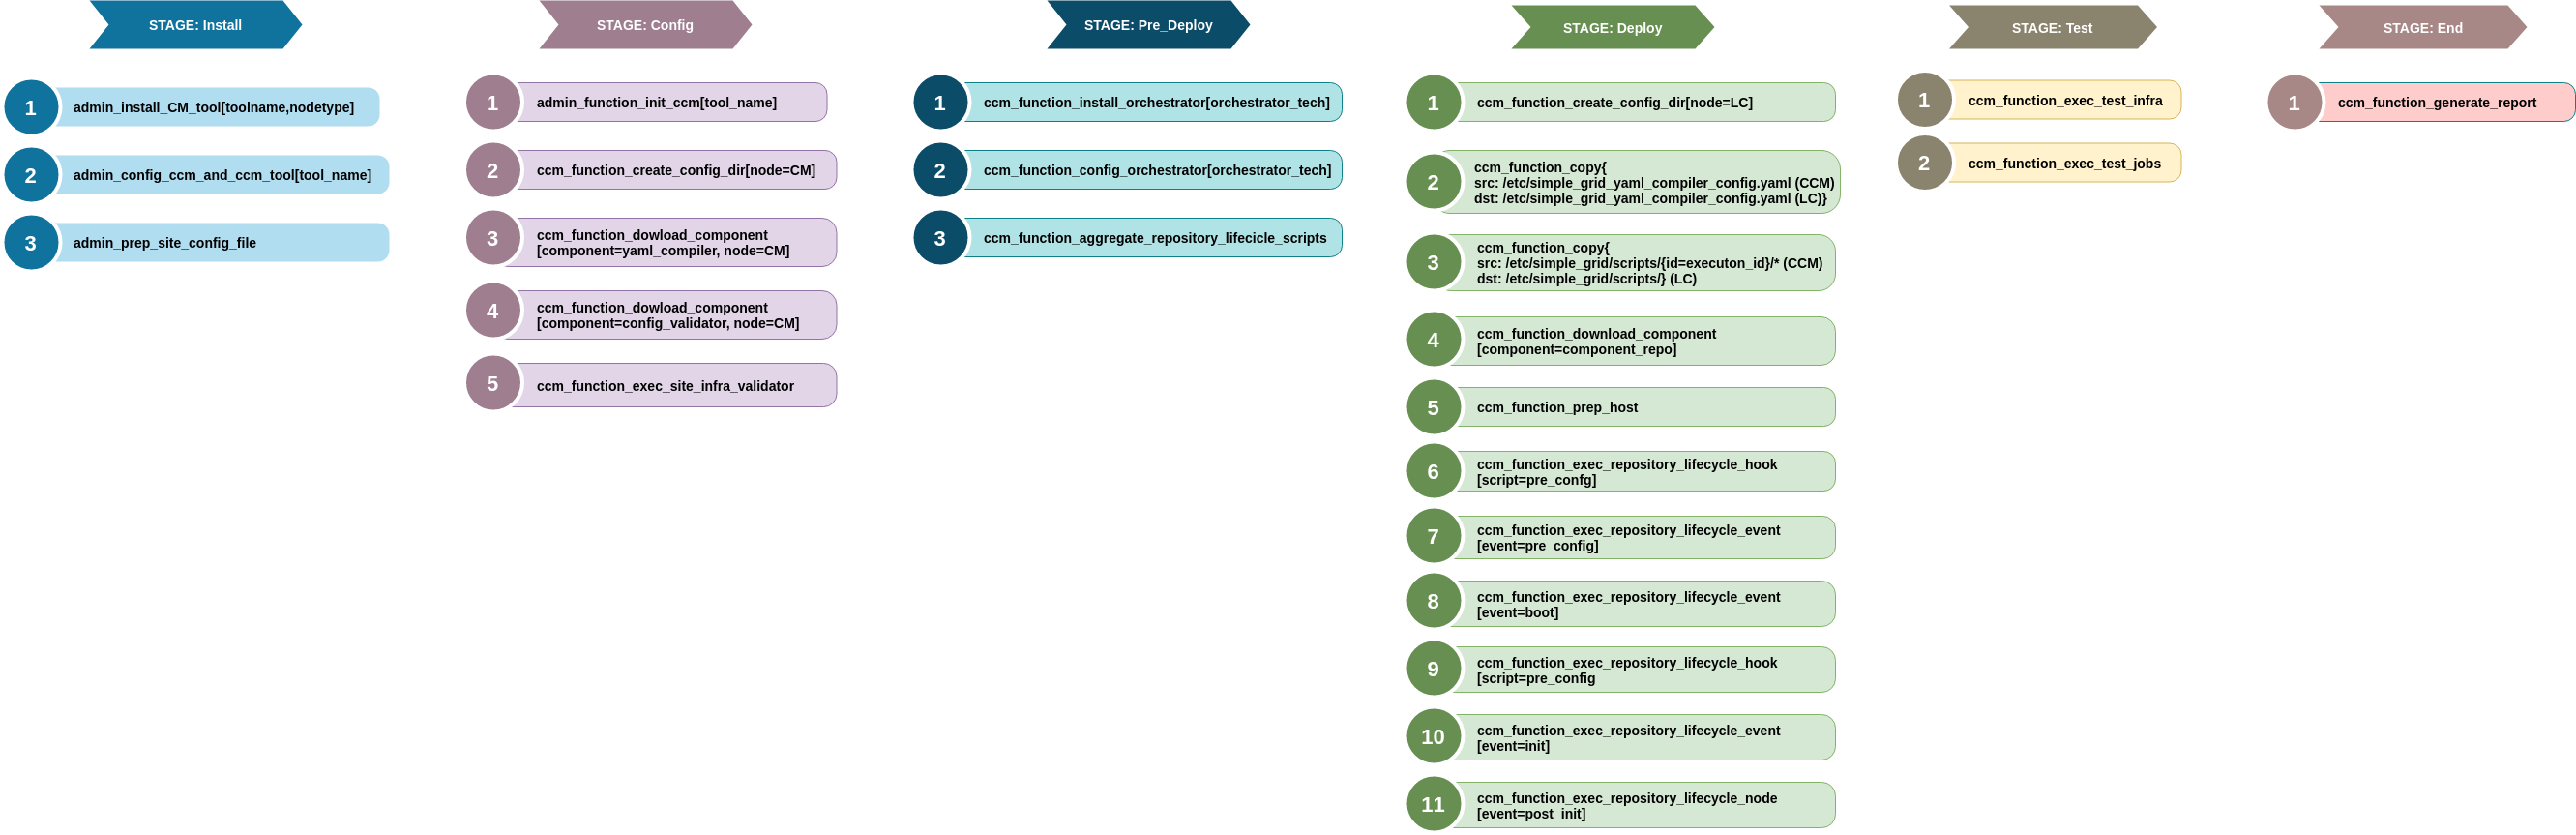 STAGE: Install
1
admin_install_CM_tool[toolname,nodetype]
2
admin_config_ccm_and_ccm_tool[tool_name]
3
admin_prep_site_config_file
STAGE: Config
1
admin_function_init_ccm[tool_name]
2
ccm_function_create_config_dir[node=CM]
3
ccm_function_dowload_component
[component=yaml_compiler, node=CM]
4
ccm_function_dowload_component
[component=config_validator, node=CM]
5
ccm_function_exec_site_infra_validator
STAGE: Pre_Deploy
1
ccm_function_install_orchestrator[orchestrator_tech]
2
ccm_function_config_orchestrator[orchestrator_tech]
3
ccm_function_aggregate_repository_lifecicle_scripts
STAGE: Deploy
1
ccm_function_create_config_dir[node=LC]
2
ccm_function_copy{
src: /etc/simple_grid_yaml_compiler_config.yaml (CCM)
dst: /etc/simple_grid_yaml_compiler_config.yaml (LC)}
3
ccm_function_copy{
src: /etc/simple_grid/scripts/{id=executon_id}/* (CCM)
dst: /etc/simple_grid/scripts/} (LC)
4
ccm_function_download_component
[component=component_repo]
5
ccm_function_prep_host
6
ccm_function_exec_repository_lifecycle_hook
[script=pre_confg]
7
ccm_function_exec_repository_lifecycle_event
[event=pre_config]
8
ccm_function_exec_repository_lifecycle_event
[event=boot]
9
ccm_function_exec_repository_lifecycle_hook
[script=pre_config
10
ccm_function_exec_repository_lifecycle_event
[event=init]
11
ccm_function_exec_repository_lifecycle_node
[event=post_init]
STAGE: Test
1
ccm_function_exec_test_infra
2
ccm_function_exec_test_jobs
STAGE: End
1
ccm_function_generate_report